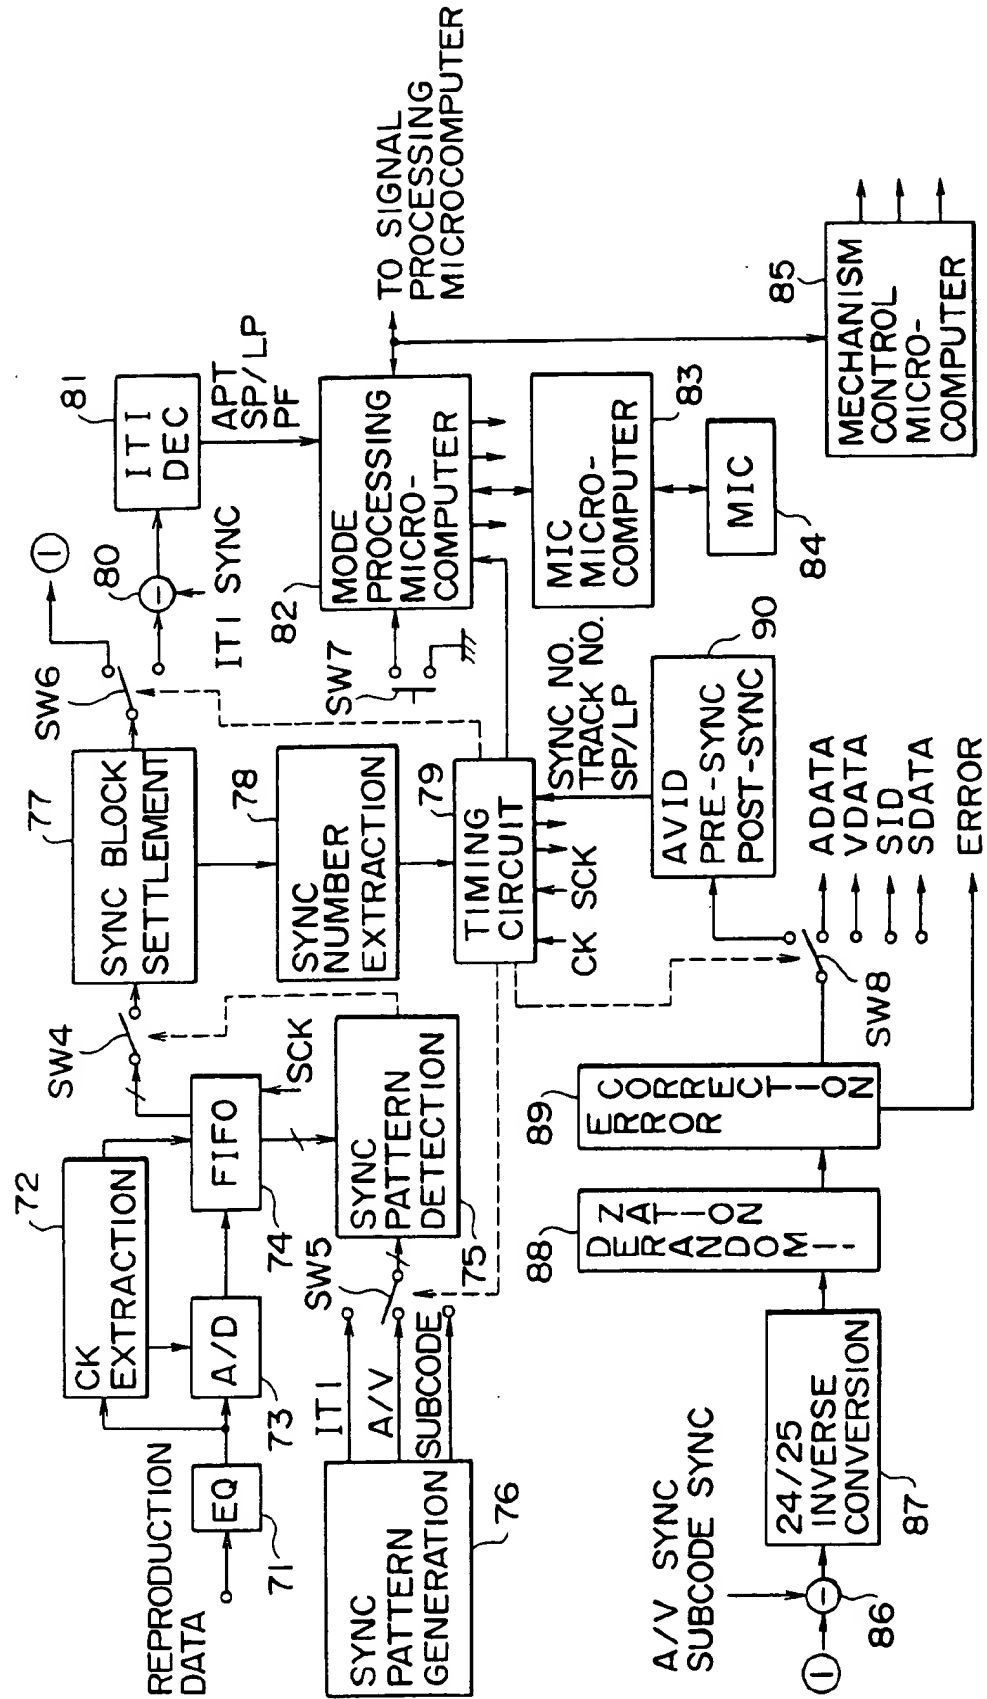 REPRODUCTION
DATA
EQ
71
CK
EXTRACTION
72
A/D
73
FIFO
74
SCK
SW4
SYNC BLOCK
SETTLEMENT
77
SW6
1
80
ITI SYNC
ITI
DEC
81
APT
SP/LP
PF
SYNC
PATTERN
GENERATION
76
ITI
A/V
SUBCODE
SW5
SYNC
PATTERN
DETECTION
75
SYNC
NUMBER
EXTRACTION
78
TIMING
CIRCUIT
79
CK
SCK
SW7
MODE
PROCESSING
MICRO-
COMPUTER
82
TO SIGNAL
PROCESSING
MICROCOMPUTER
MIC
MICRO-
COMPUTER
83
MIC
84
MECHANISM
CONTROL
MICRO-
COMPUTER
85
SYNC NO.
TRACK NO.
SP/LP
AVID
PRE-SYNC
POST-SYNC
90
A/V SYNC
SUBCODE SYNC
1
86
24/25
INVERSE
CONVERSION
87
DERANDOMI-
ZATION
88
ERROR
CORRECTION
89
SW8
ADATA
VDATA
SID
SDATA
ERROR